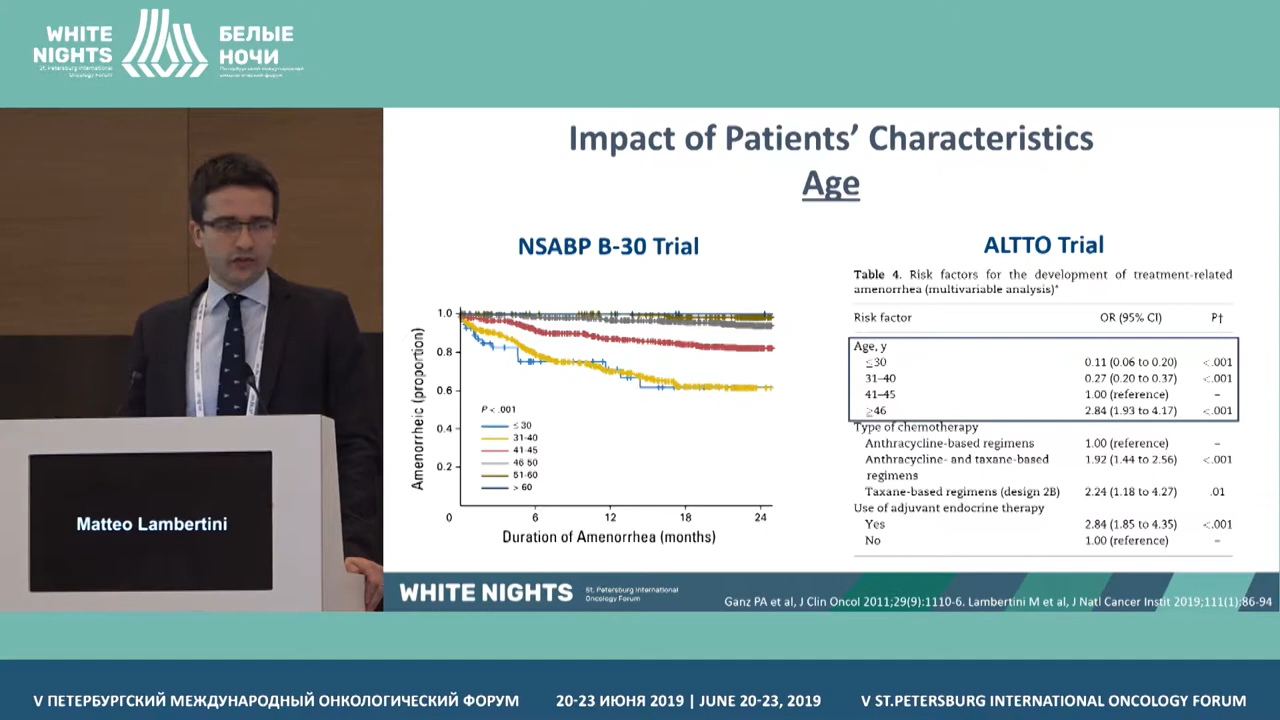 WHITE
NIGHTS
St. Petersburg International
Oncology Forum
БЕЛЫЕ
НОЧИ
Петербургский международный
онкологический форум
Impact of Patients’ Characteristics
Age
NSABP B-30 Trial
Amenorrheic (proportion)
1.0
0.8
0.6
0.4
0.2
P < .001
≤ 30
31-40
41-45
46-50
51-60
> 60
0
6
12
18
24
Duration of Amenorrhea (months)
ALTTO Trial
Table 4. Risk factors for the development of treatment-related
amenorrhea (multivariable analysis)*
Risk factor OR (95% CI) P†
Age, y
≤30 0.11 (0.06 to 0.20) <.001
31–40 0.27 (0.20 to 0.37) <.001
41–45 1.00 (reference) –
≥46 2.84 (1.93 to 4.17) <.001
Type of chemotherapy
Anthracycline-based regimens 1.00 (reference) –
Anthracycline- and taxane-based 1.92 (1.44 to 2.56) <.001
regimens
Taxane-based regimens (design 2B) 2.24 (1.18 to 4.27) .01
Use of adjuvant endocrine therapy
Yes 2.84 (1.85 to 4.35) <.001
No 1.00 (reference) –
Matteo Lambertini
WHITE NIGHTS
St. Petersburg International
Oncology Forum
Ganz PA et al, J Clin Oncol 2011;29(9):1110-6. Lambertini M et al, J Natl Cancer Instit 2019;111(1):86-94
V ПЕТЕРБУРГСКИЙ МЕЖДУНАРОДНЫЙ ОНКОЛОГИЧЕСКИЙ ФОРУМ
20-23 ИЮНЯ 2019 | JUNE 20-23, 2019
V ST.PETERSBURG INTERNATIONAL ONCOLOGY FORUM